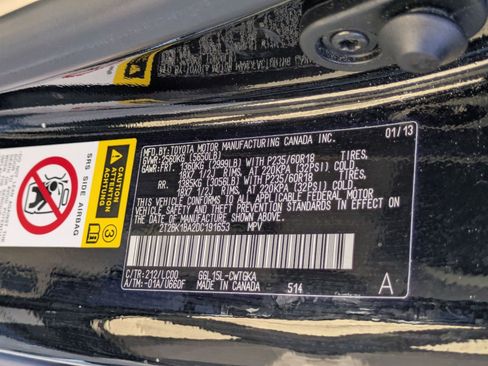 01/13
MFD.BY:TOYOTA MOTOR MANUFACTURING CANADA INC.
GVWR:2560KG (5650LB)
GAWR:FRT. 1360KG (2999LB) WITH P235/60R18 TIRES,
18X7 1/2J RIMS, AT 220KPA (32PSI) COLD.
RR. 1385KG (3055LB) WITH P235/60R18 TIRES,
18X7 1/2J RIMS, AT 220KPA (32PSI) COLD.
THIS VEHICLE CONFORMS TO ALL APPLICABLE FEDERAL MOTOR
VEHICLE SAFETY AND THEFT PREVENTION STANDARDS IN EFFECT ON
THE DATE OF MANUFACTURE SHOWN ABOVE.
2T2BK1BA2DC191653 MPV
C/TR:212/LC00 GGL15L-CWTGKA
A/TM:-01A/U660F MADE IN CANADA 514 A
CAUTION
ATTENTION
SRS SIDE AIRBAG